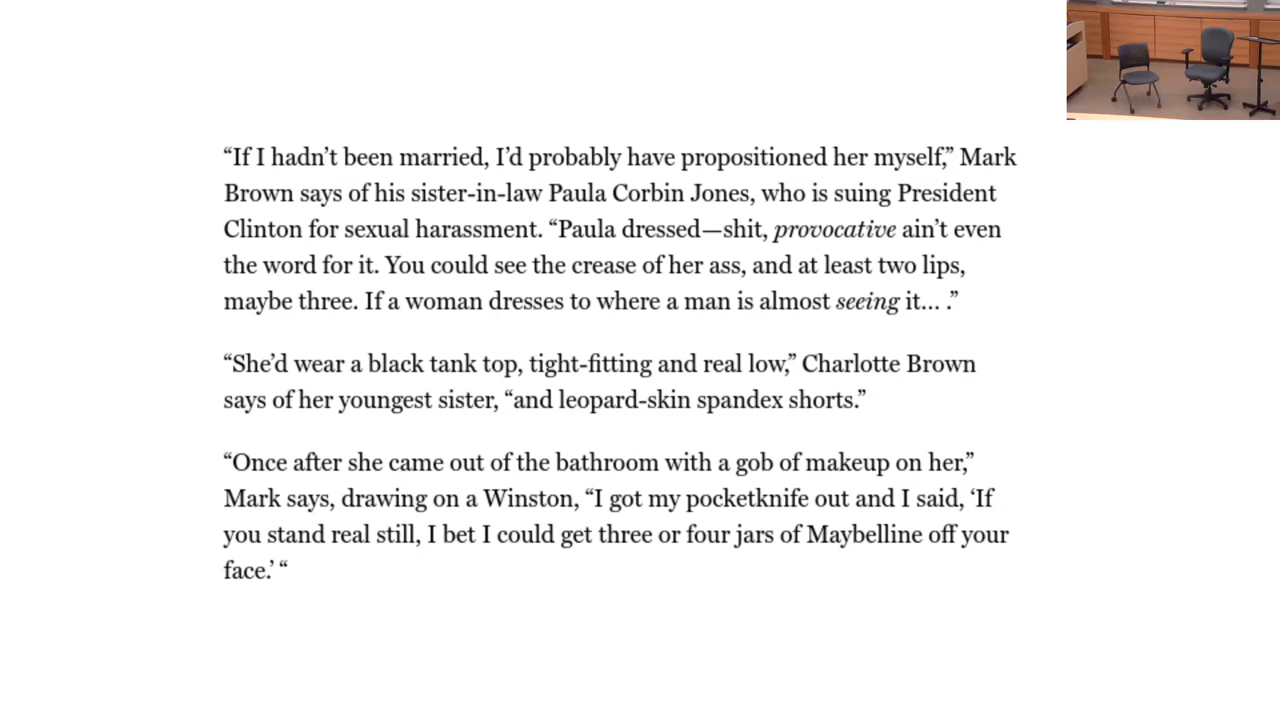 “If I hadn’t been married, I’d probably have propositioned her myself,” Mark
Brown says of his sister-in-law Paula Corbin Jones, who is suing President
Clinton for sexual harassment. “Paula dressed—shit, provocative ain’t even
the word for it. You could see the crease of her ass, and at least two lips,
maybe three. If a woman dresses to where a man is almost seeing it… .”
“She’d wear a black tank top, tight-fitting and real low,” Charlotte Brown
says of her youngest sister, “and leopard-skin spandex shorts.”
“Once after she came out of the bathroom with a gob of makeup on her,”
Mark says, drawing on a Winston, “I got my pocketknife out and I said, ‘If
you stand real still, I bet I could get three or four jars of Maybelline off your
face.’ “